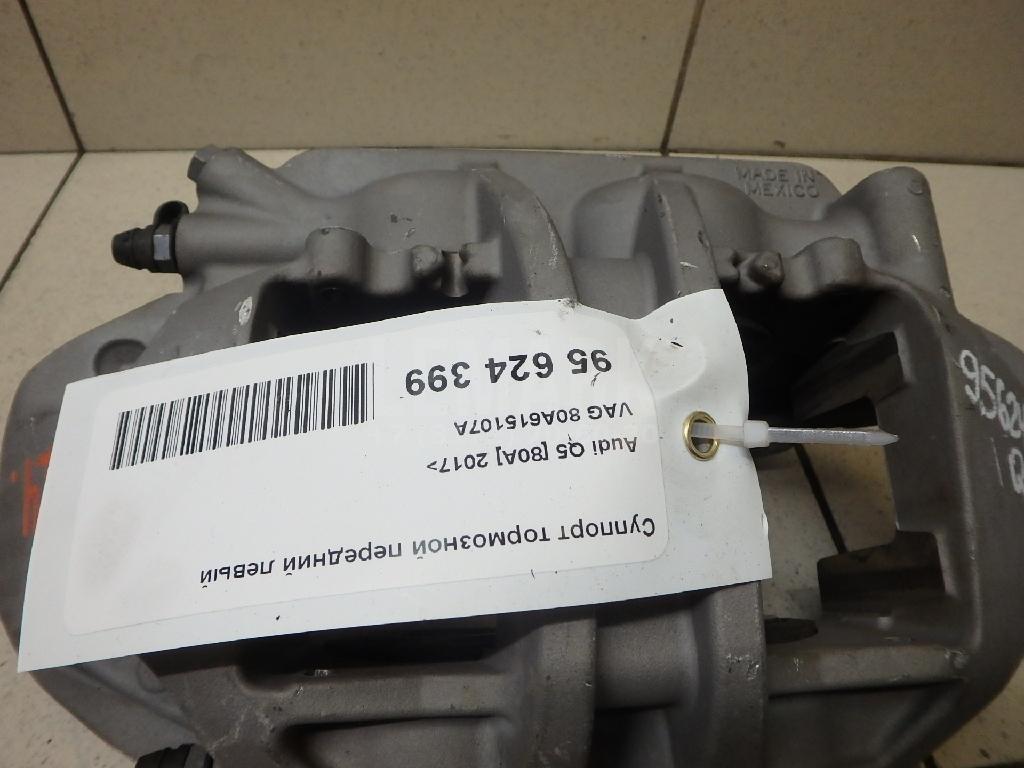 MADE IN
MEXICO
Суппорт тормозной передний левый
Audi Q5 [80A] 2017>
VAG 80A615107A
95 624 399